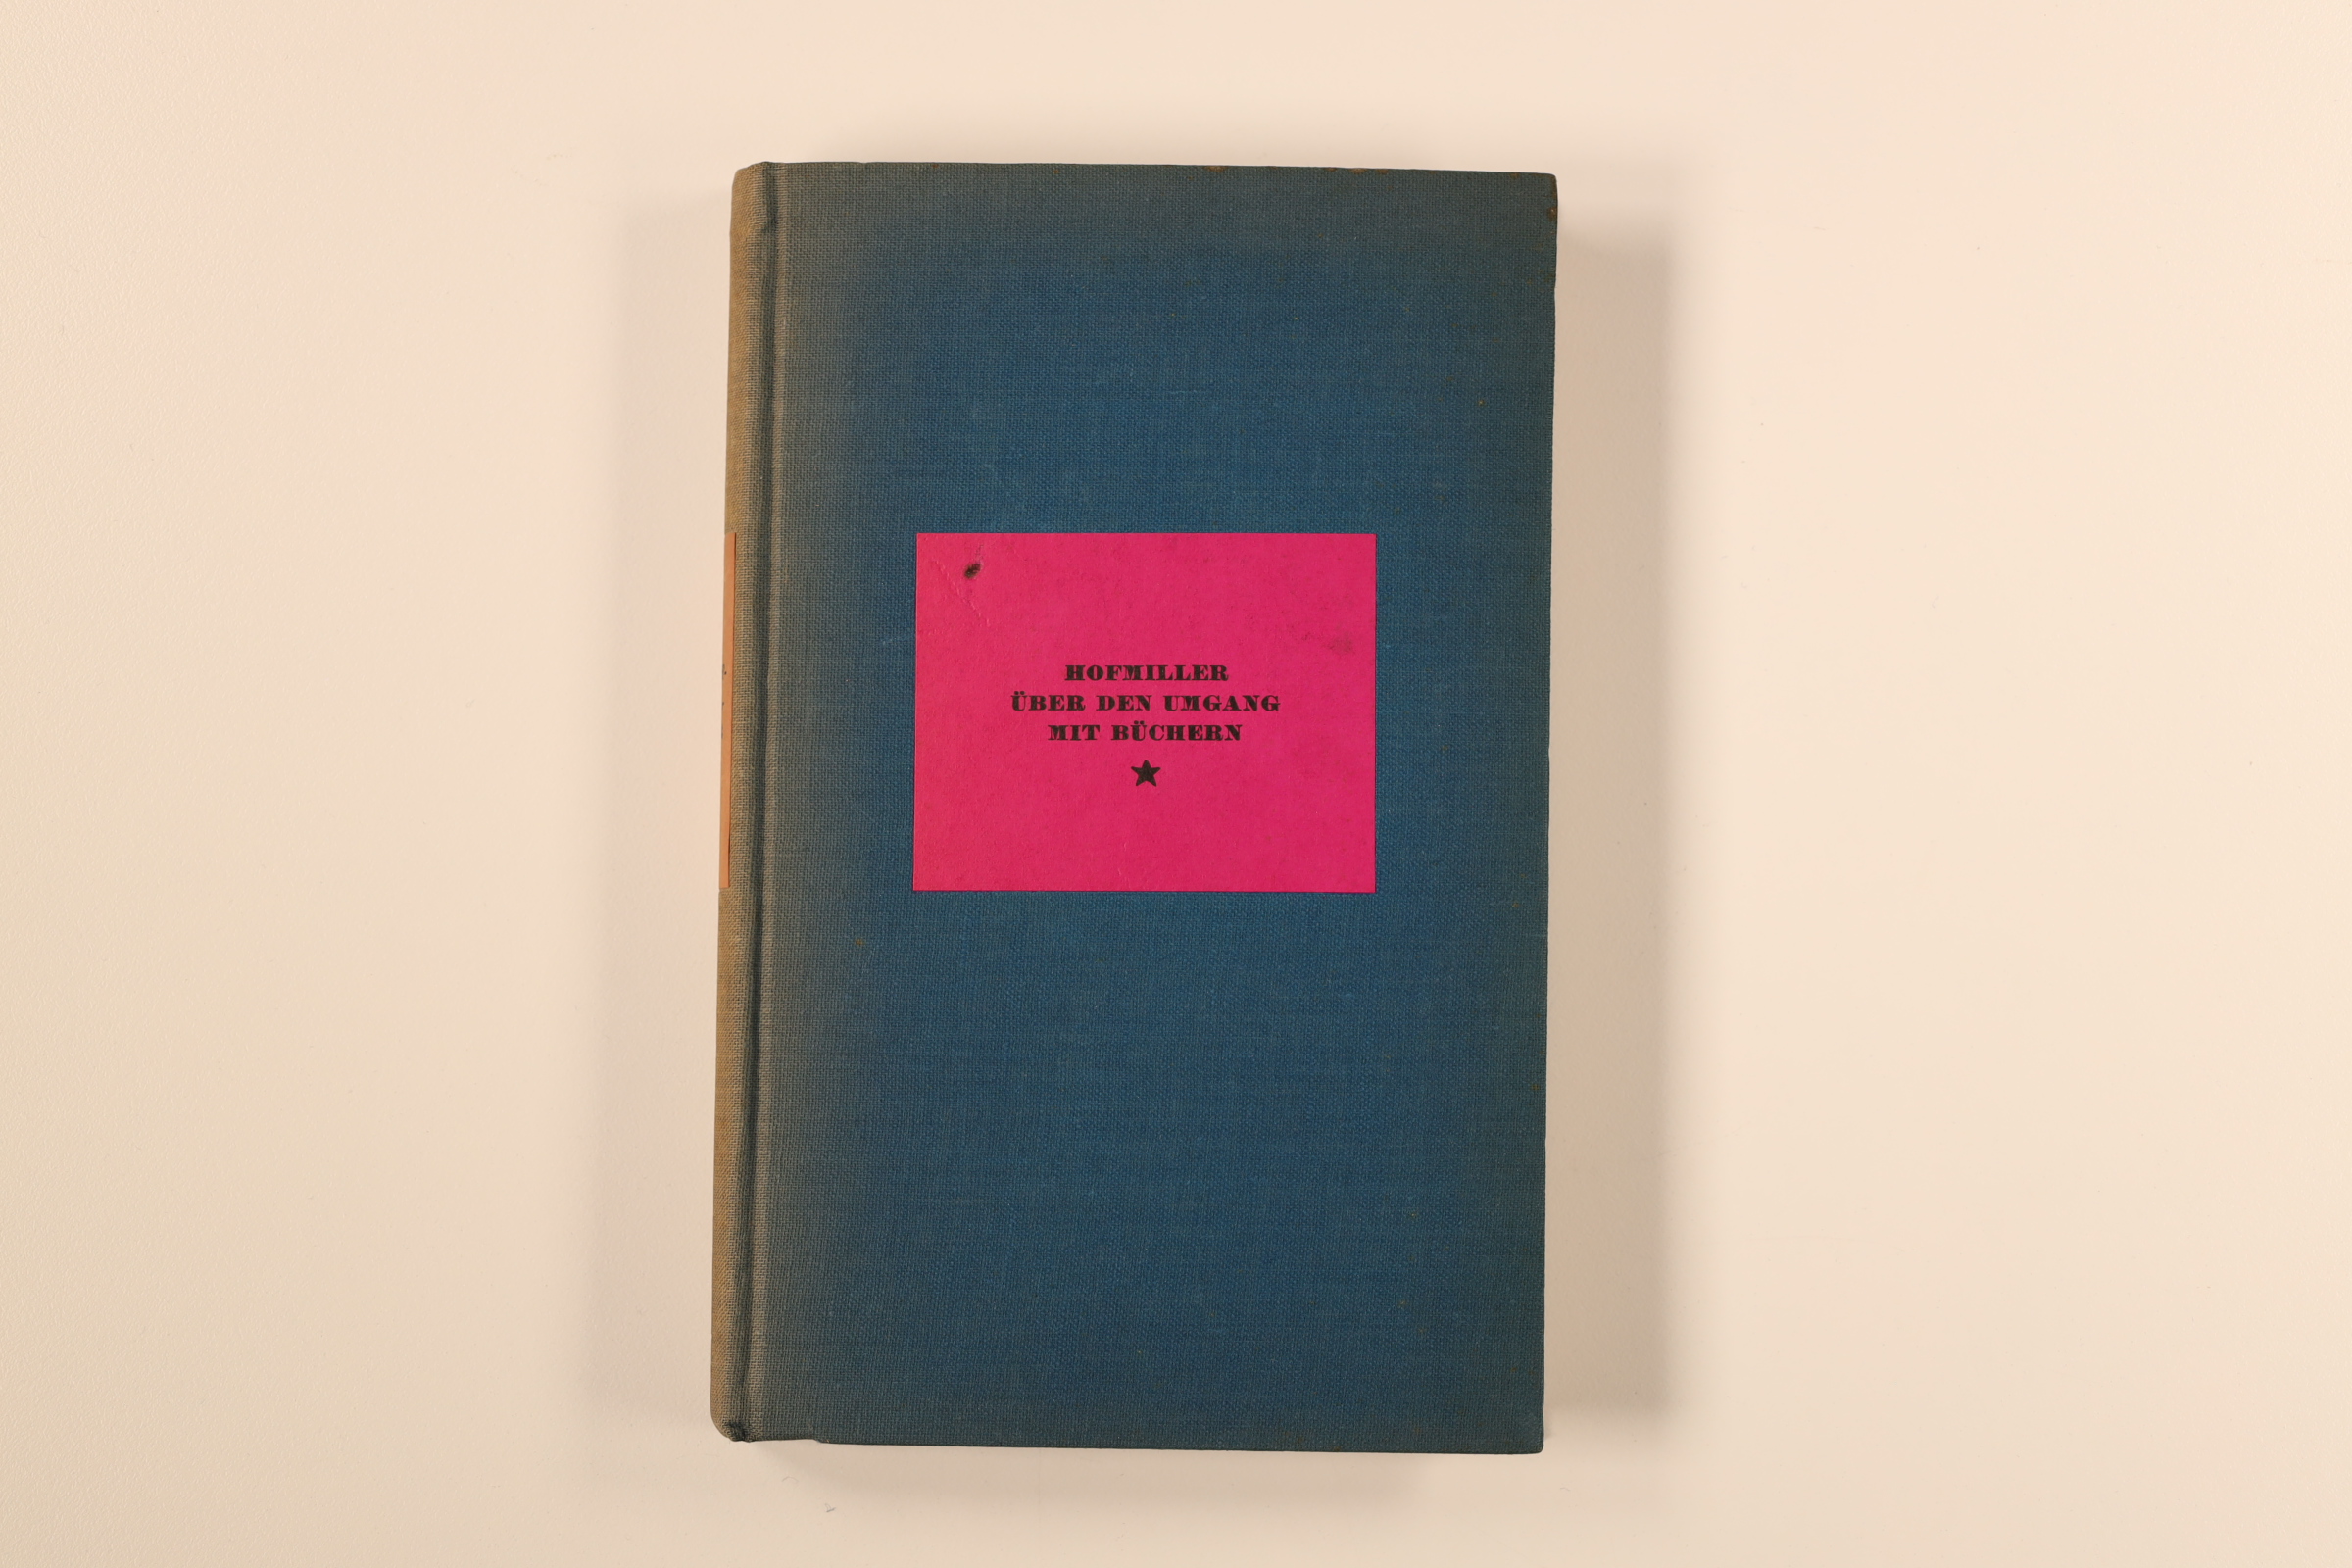 HOFMILLER
ÜBER DEN UMGANG
MIT BÜCHERN